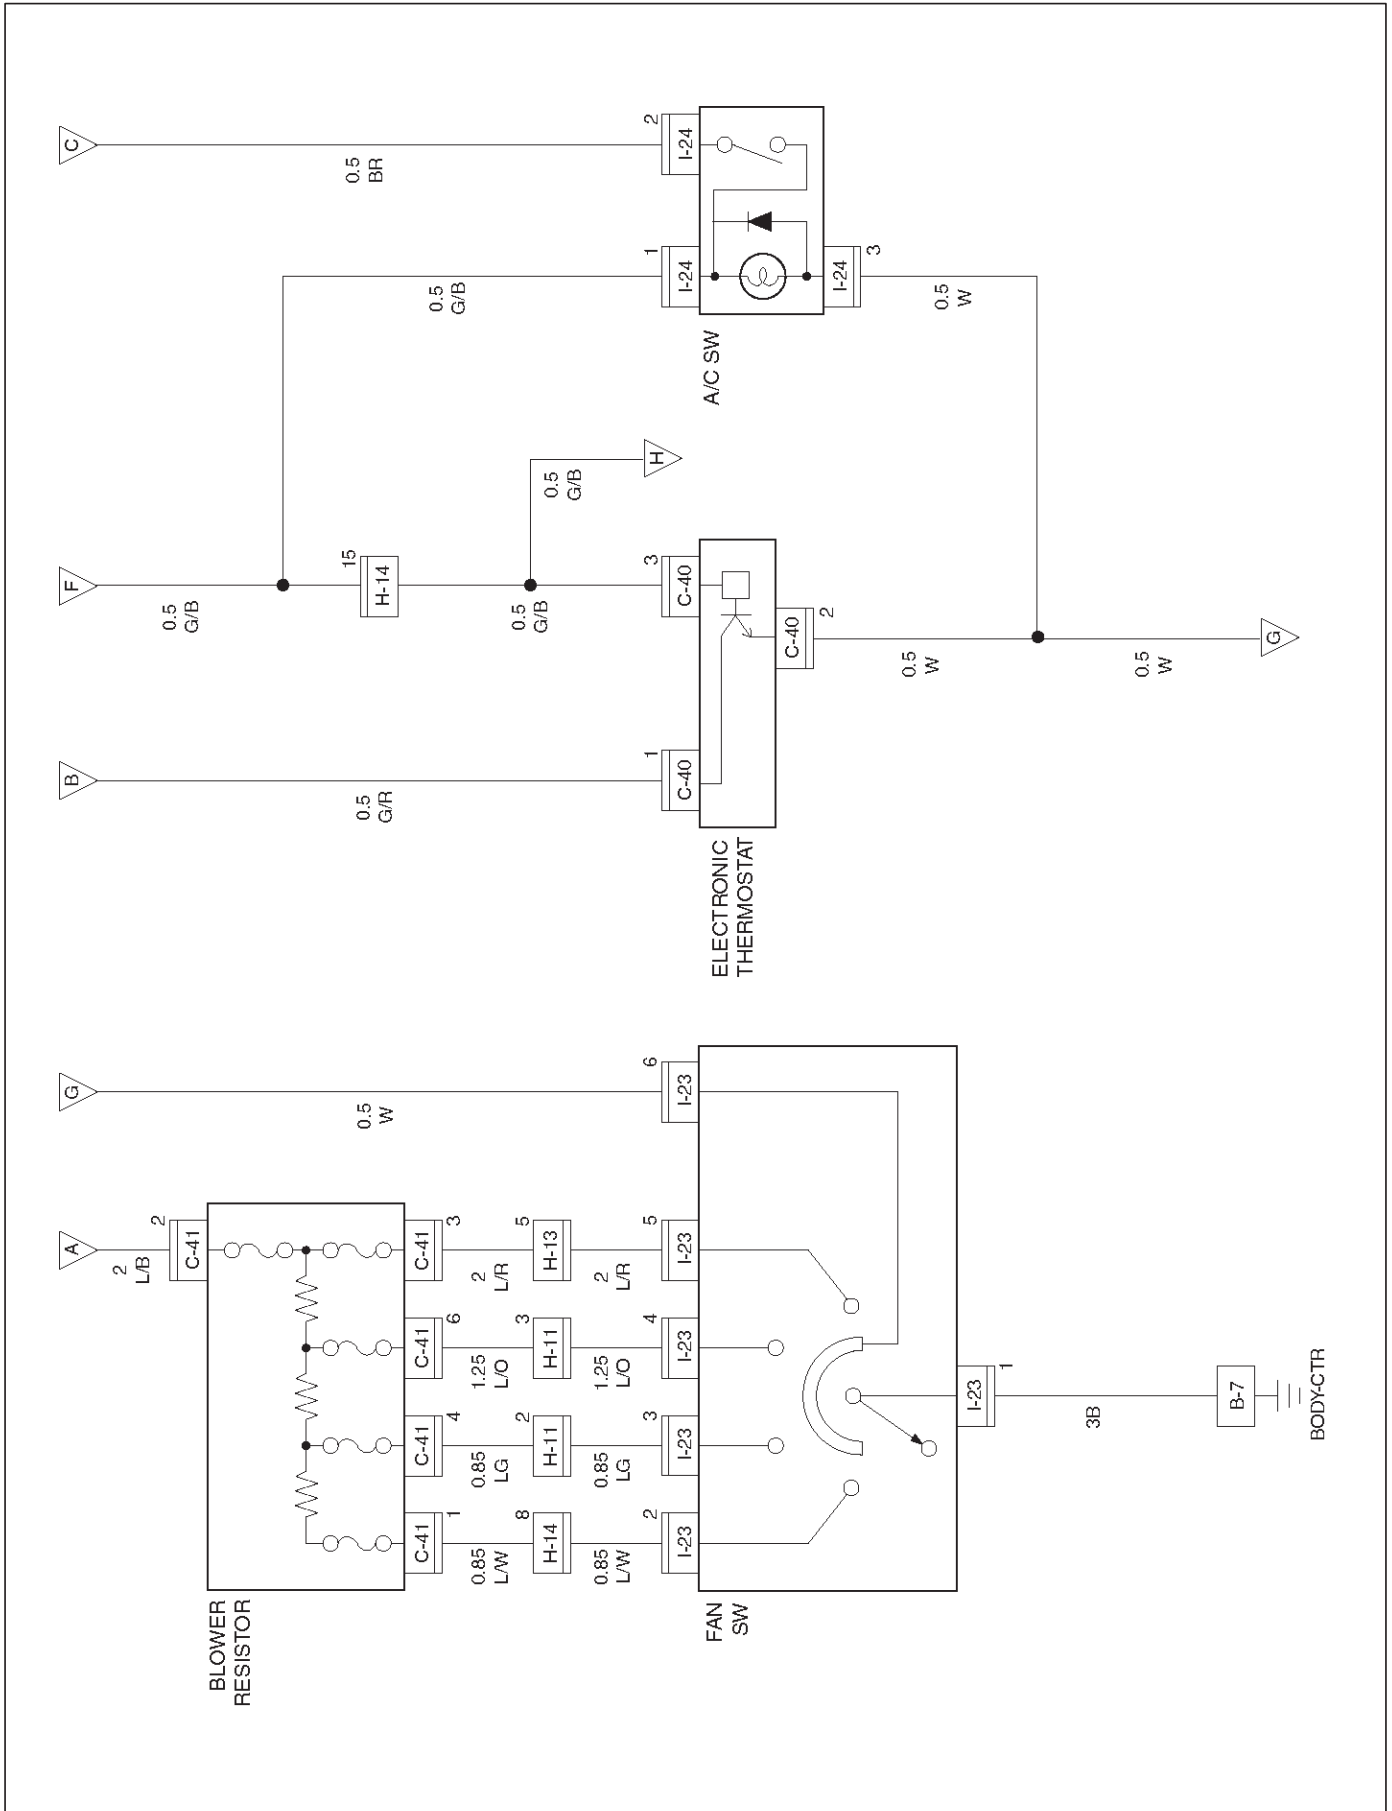 A
2
L/B
2
C-41
BLOWER
RESISTOR
C-41
1
C-41
4
C-41
6
C-41
3
0.85
L/W
0.85
LG
1.25
L/O
2
L/R
8
H-14
2
H-11
3
H-11
5
H-13
0.85
L/W
0.85
LG
1.25
L/O
2
L/R
2
I-23
3
I-23
4
I-23
5
I-23
G
0.5
W
6
I-23
FAN
SW
I-23
1
3B
B-7
BODY-CTR
B
0.5
G/R
1
C-40
F
0.5
G/B
15
H-14
0.5
G/B
0.5
G/B
H
3
C-40
ELECTRONIC
THERMOSTAT
C-40
2
0.5
W
0.5
W
G
C
0.5
BR
2
I-24
0.5
G/B
1
I-24
A/C SW
I-24
3
0.5
W